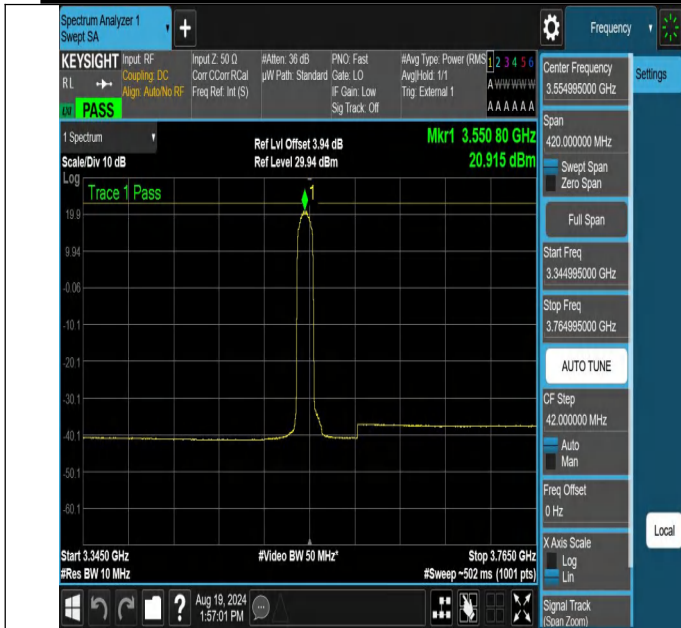 Spectrum Analyzer 1
Swept SA
+
Frequency
KEYSIGHT
RL
PASS
Input: RF
Coupling: DC
Align: Auto/No RF
Input Z: 50 Ω
Corr CCorr RCal
Freq Ref: Int (S)
#Atten: 36 dB
µW Path: Standard
PNO: Fast
Gate: LO
IF Gain: Low
Sig Track: Off
#Avg Type: Power (RMS
Avg|Hold: 1/1
Trig: External 1
1 2 3 4 5 6
A W W W W W
A A A A A A
1 Spectrum
Scale/Div 10 dB
Ref Lvl Offset 3.94 dB
Ref Level 29.94 dBm
Mkr1 3.550 80 GHz
20.915 dBm
Log
Trace 1 Pass
1
19.9
9.94
-0.06
-10.1
-20.1
-30.1
-40.1
-50.1
-60.1
Start 3.3450 GHz
#Res BW 10 MHz
#Video BW 50 MHz*
Stop 3.7650 GHz
#Sweep ~502 ms (1001 pts)
Center Frequency
3.554995000 GHz
Settings
Span
420.000000 MHz
Swept Span
Zero Span
Full Span
Start Freq
3.344995000 GHz
Stop Freq
3.764995000 GHz
AUTO TUNE
CF Step
42.000000 MHz
Auto
Man
Freq Offset
0 Hz
X Axis Scale
Log
Lin
Local
Signal Track
(Span Zoom)
?
Aug 19, 2024
1:57:01 PM